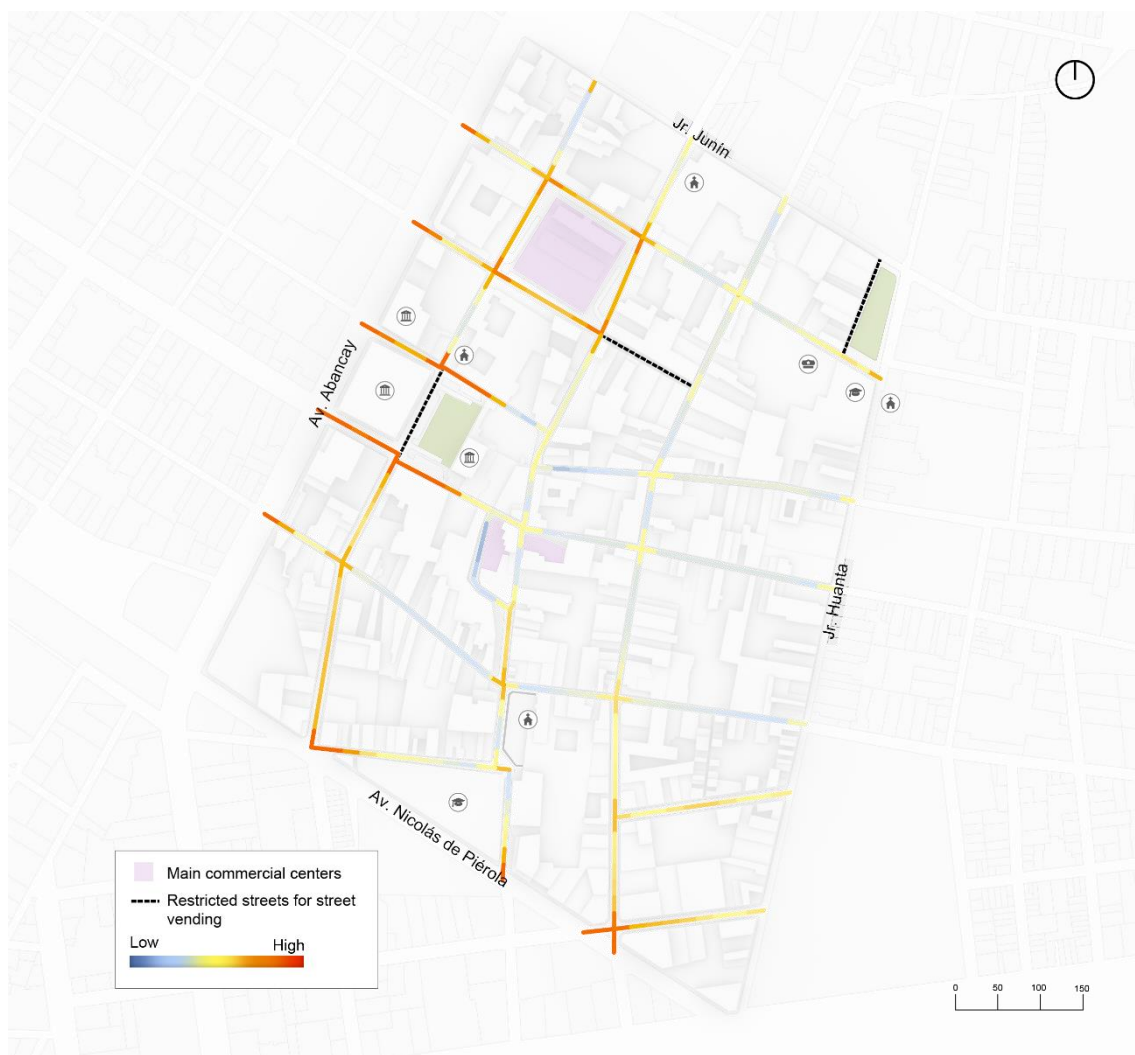 Jr. Junín
Av. Abancay
Jr. Huanta
Av. Nicolás de Piérola
Main commercial centers
Restricted streets for street
vending
Low High
0 50 100 150